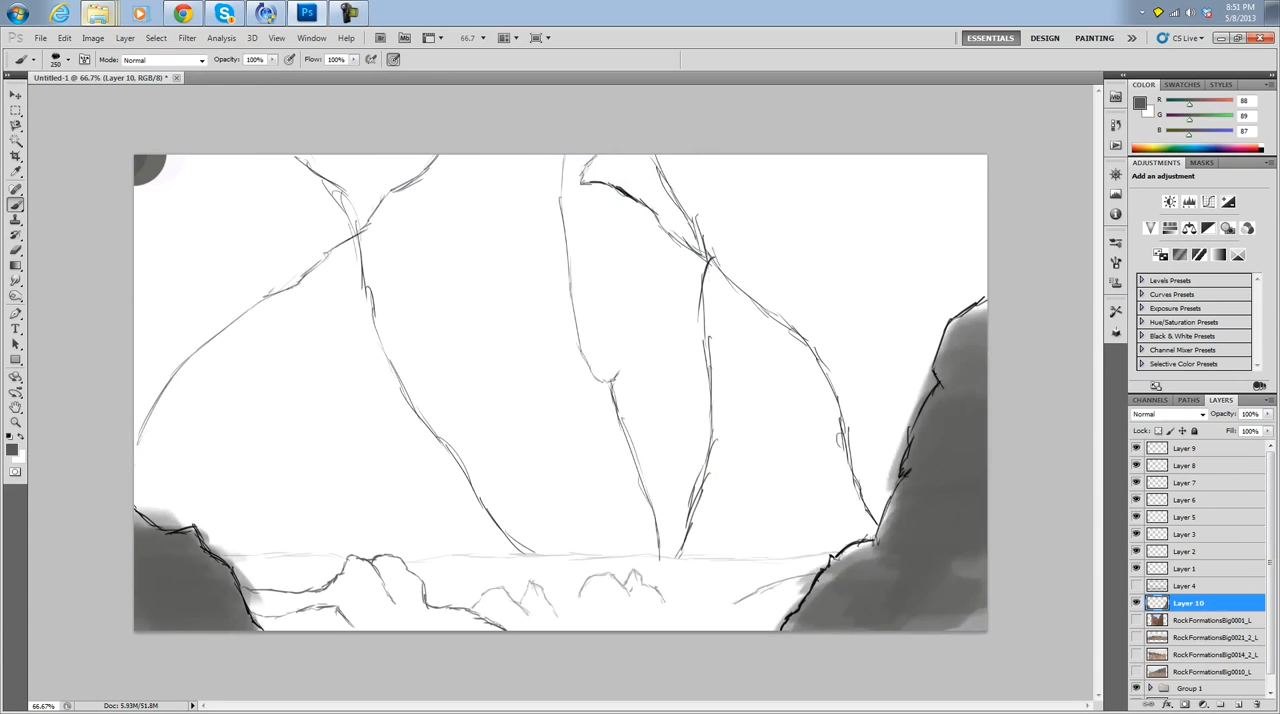 8:51 PM
5/8/2013
Ps File Edit Image Layer Select Filter Analysis 3D View Window Help Br Mb 66.7 ESSENTIALS DESIGN PAINTING CS Live
250 Mode: Normal Opacity: 100% Flow: 100%
Untitled-1 @ 66.7% (Layer 10, RGB/8) *
COLOR SWATCHES STYLES
R 88
G 89
B 87
ADJUSTMENTS MASKS
Add an adjustment
Levels Presets
Curves Presets
Exposure Presets
Hue/Saturation Presets
Black & White Presets
Channel Mixer Presets
Selective Color Presets
CHANNELS PATHS LAYERS
Normal Opacity: 100%
Lock: Fill: 100%
Layer 9
Layer 8
Layer 7
Layer 6
Layer 5
Layer 3
Layer 2
Layer 1
Layer 4
Layer 10
RockFormationsBig0001_L
RockFormationsBig0021_2_L
RockFormationsBig0014_2_L
RockFormationsBig0010_L
Group 1
66.67% Doc: 5.93M/51.8M